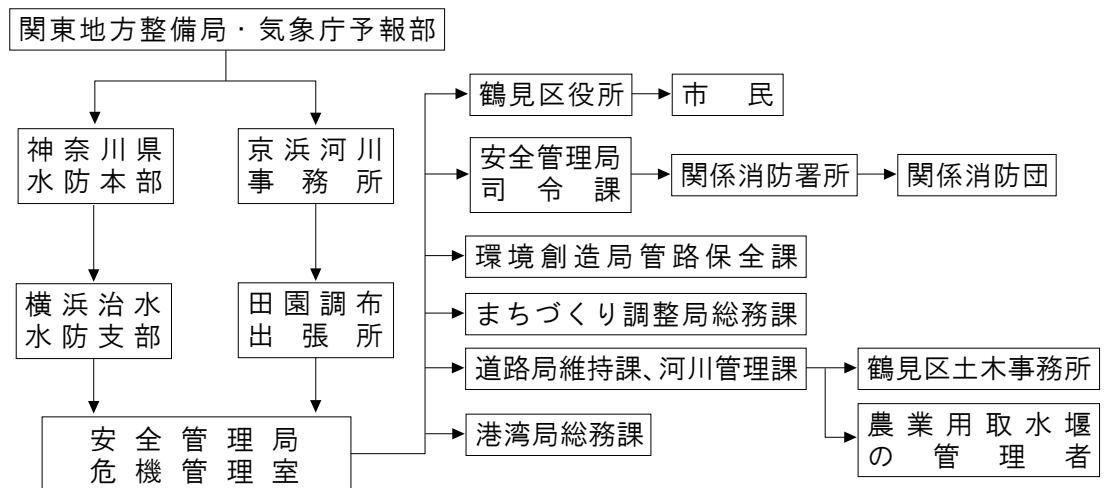 関東地方整備局・気象庁予報部
神奈川県
水防本部
京浜河川
事務所
横浜治水
水防支部
田園調布
出張所
安全管理局
危機管理室
鶴見区役所
市民
安全管理局
司令課
関係消防署所
関係消防団
環境創造局管路保全課
まちづくり調整局総務課
道路局維持課、河川管理課
鶴見区土木事務所
農業用取水堰
の管理者
港湾局総務課